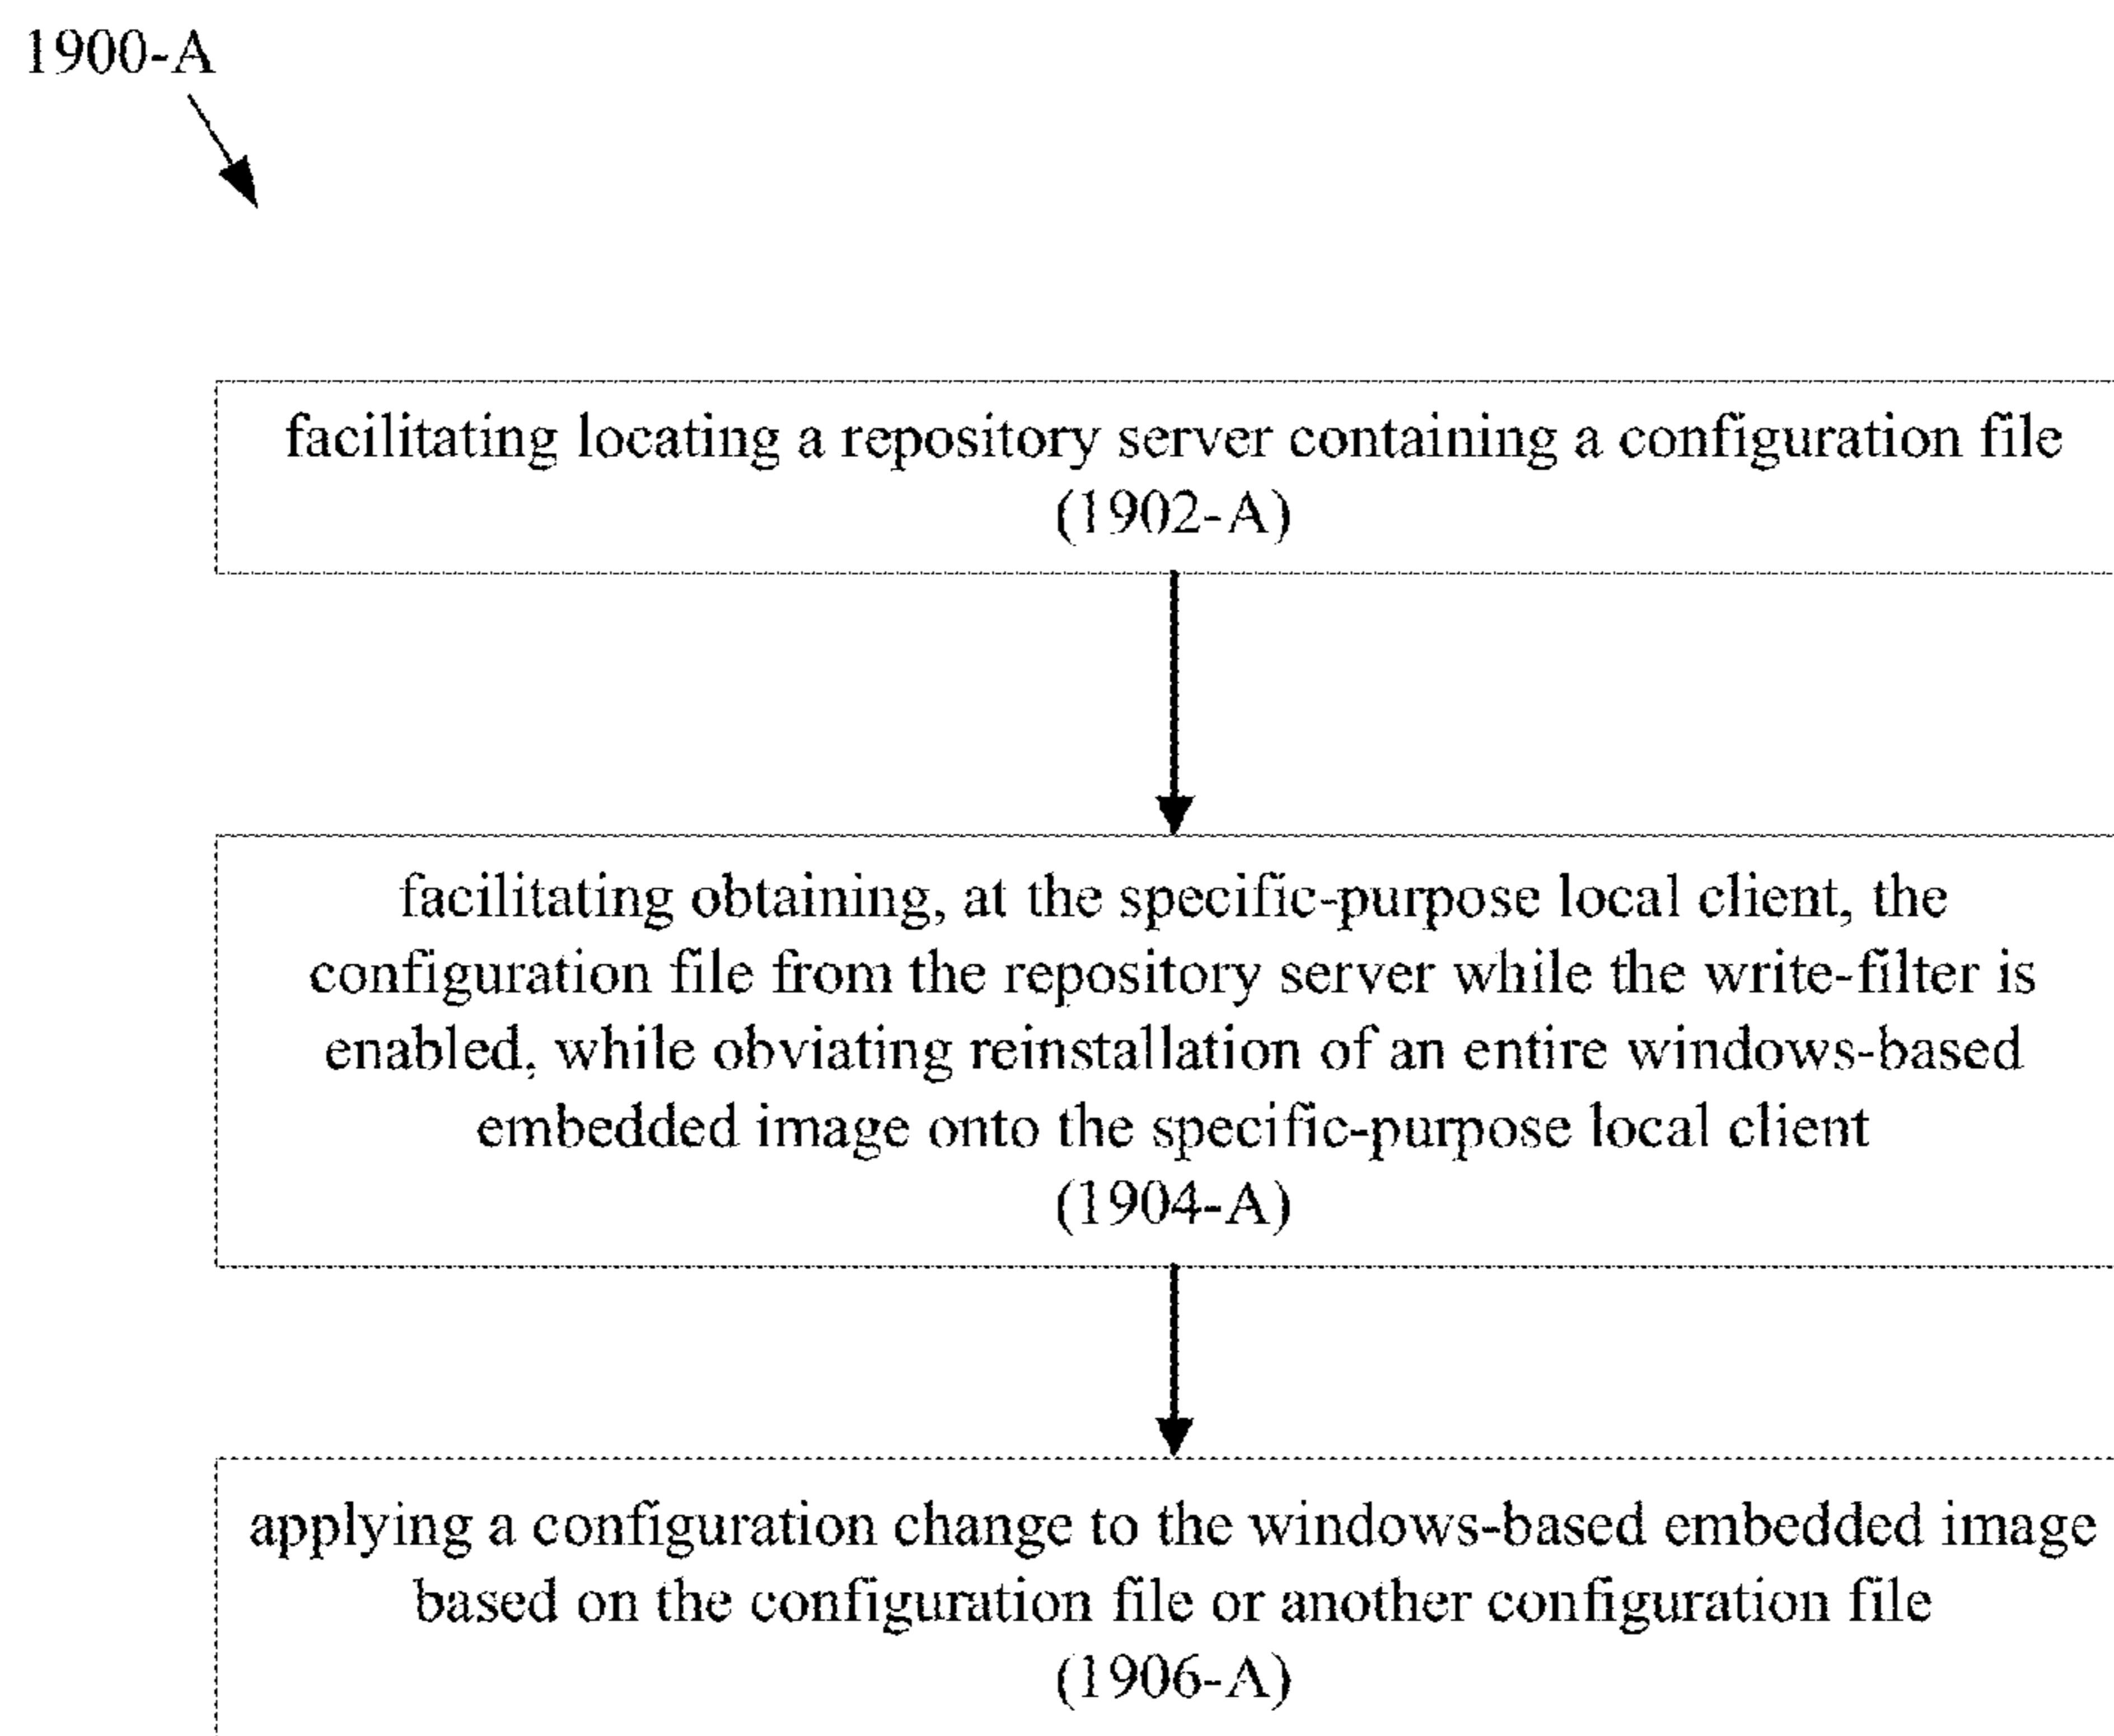 1900-A
facilitating locating a repository server containing a configuration file
(1902-A)
facilitating obtaining, at the specific-purpose local client, the
configuration file from the repository server while the write-filter is
enabled, while obviating reinstallation of an entire windows-based
embedded image onto the specific-purpose local client
(1904-A)
applying a configuration change to the windows-based embedded image
based on the configuration file or another configuration file
(1906-A)